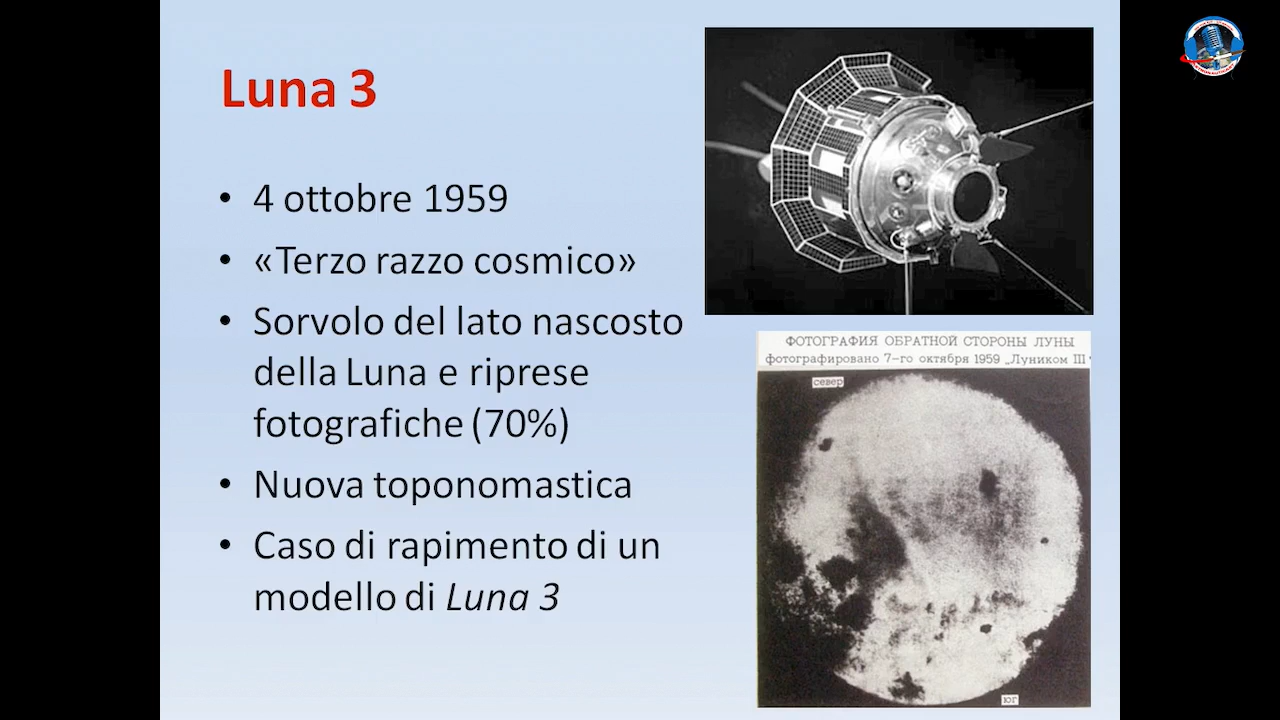 Luna 3
• 4 ottobre 1959
• «Terzo razzo cosmico»
• Sorvolo del lato nascosto
della Luna e riprese
fotografiche (70%)
• Nuova toponomastica
• Caso di rapimento di un
modello di Luna 3
ФОТОГРАФИЯ ОБРАТНОЙ СТОРОНЫ ЛУНЫ
фотографировано 7-го октября 1959 „Луником III"
север
юг